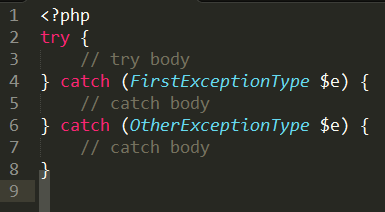 1 <?php
2 try {
3     // try body
4 } catch (FirstExceptionType $e) {
5     // catch body
6 } catch (OtherExceptionType $e) {
7     // catch body
8 }
9